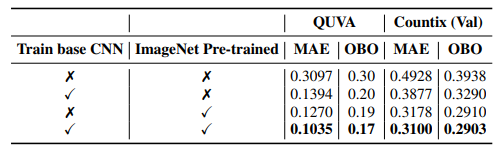 QUVA Countix (Val)
Train base CNN ImageNet Pre-trained MAE OBO MAE OBO
✗ ✗ 0.3097 0.30 0.4928 0.3938
✓ ✗ 0.1394 0.20 0.3877 0.3290
✗ ✓ 0.1270 0.19 0.3178 0.2910
✓ ✓ 0.1035 0.17 0.3100 0.2903